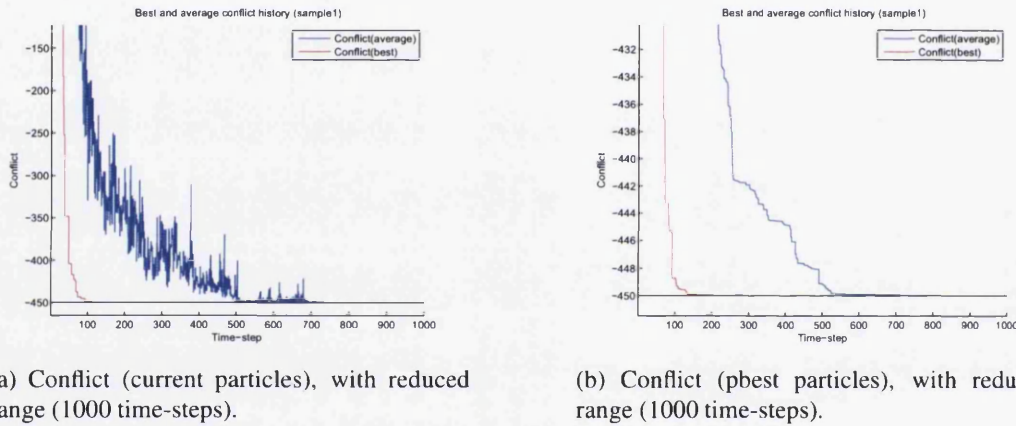 Best and average conflict history (sample1)
Conflict(average)
Conflict(best)
Conflict
−150
−200
−250
−300
−350
−400
−450
100 200 300 400 500 600 700 800 900 1000
Time−step
a) Conflict (current particles), with reduced
ange (1000 time-steps).
Best and average conflict history (sample1)
Conflict(average)
Conflict(best)
Conflict
−432
−434
−436
−438
−440
−442
−444
−446
−448
−450
100 200 300 400 500 600 700 800 900 1000
Time−step
(b) Conflict (pbest particles), with redu
range (1000 time-steps).